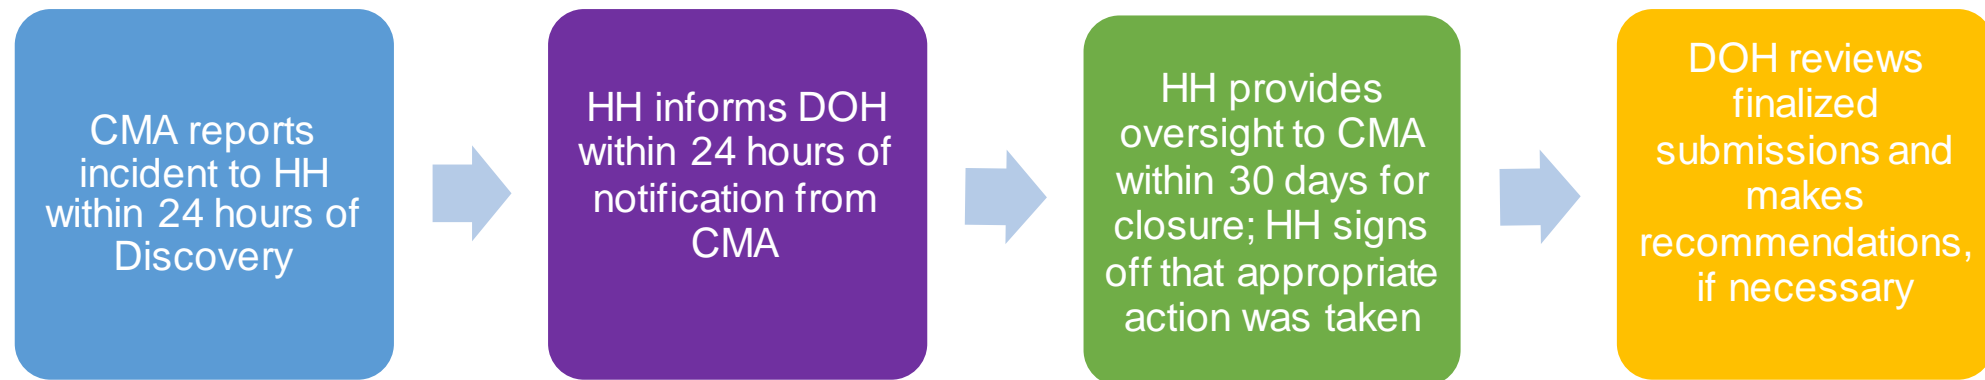 CMA reports
incident to HH
within 24 hours of
Discovery
HH informs DOH
within 24 hours of
notification from
CMA
HH provides
oversight to CMA
within 30 days for
closure; HH signs
off that appropriate
action was taken
DOH reviews
finalized
submissions and
makes
recommendations,
if necessary